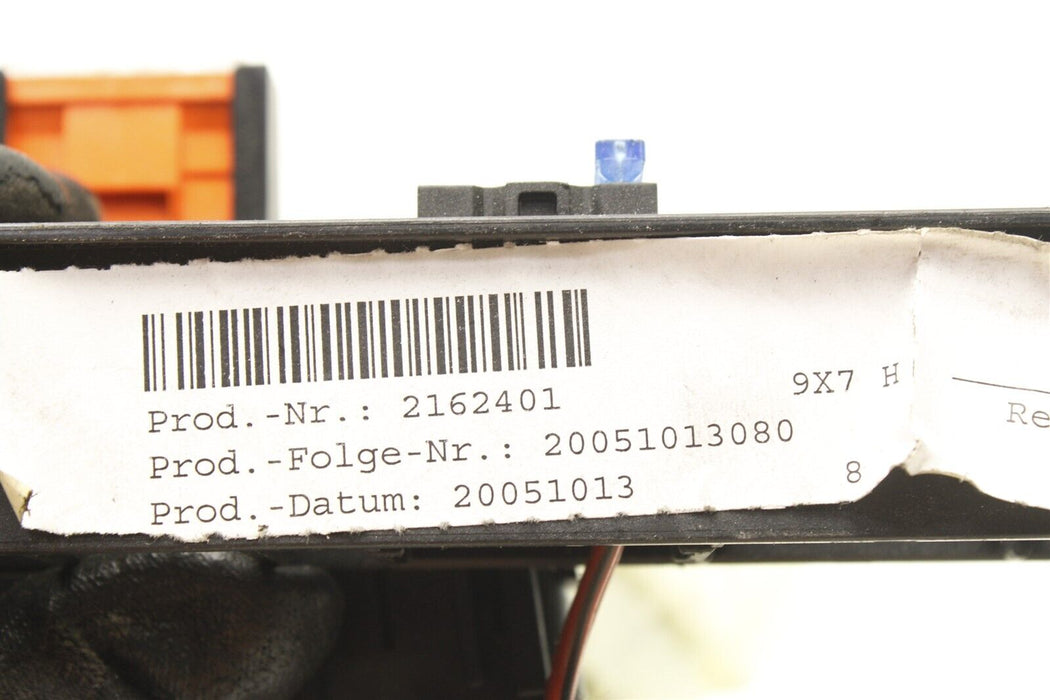 9X7 H
Prod.-Nr.: 2162401
Re
Prod.-Folge-Nr.: 20051013080
8
Prod.-Datum: 20051013